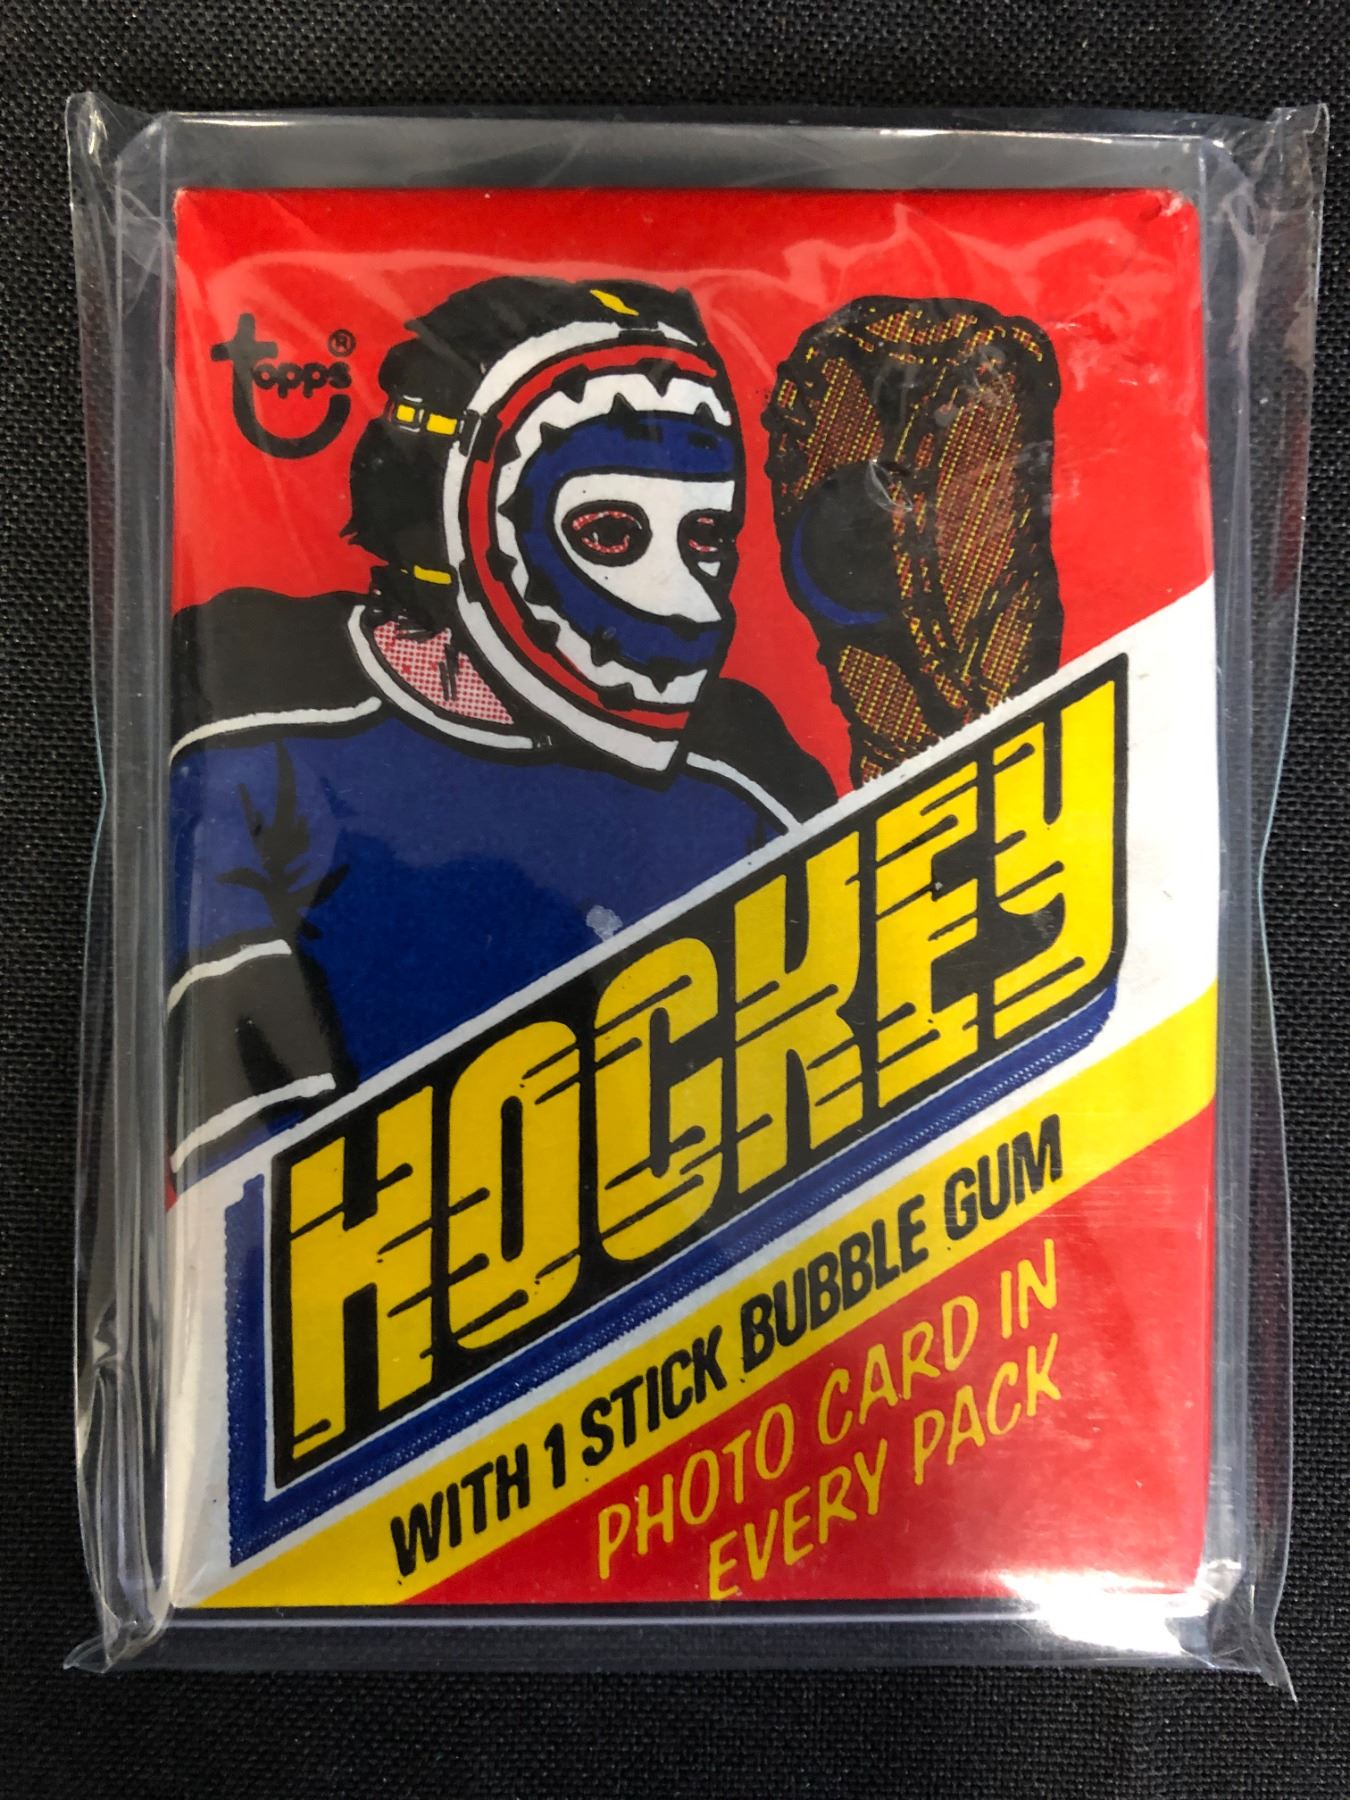 topps®
HOCKEY
WITH 1 STICK BUBBLE GUM
PHOTO CARD IN
EVERY PACK